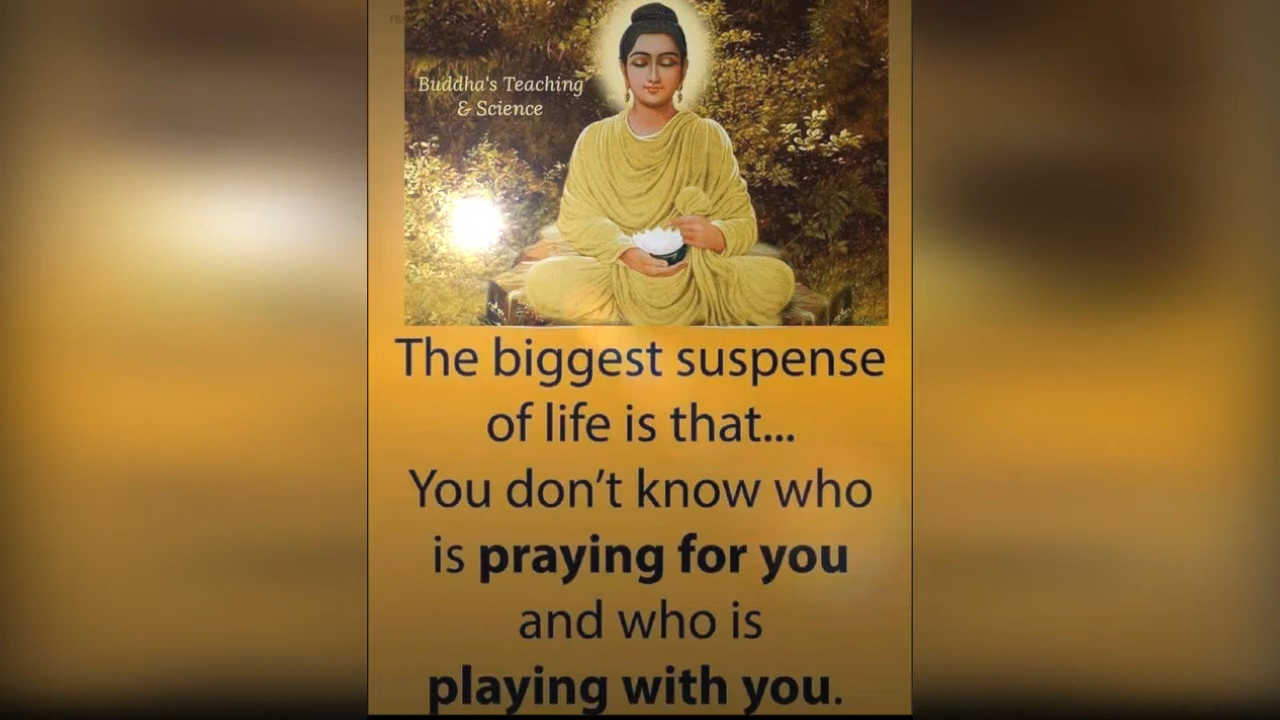 Buddha's Teaching
& Science
The biggest suspense
of life is that...
You don't know who
is praying for you
and who is
playing with you.